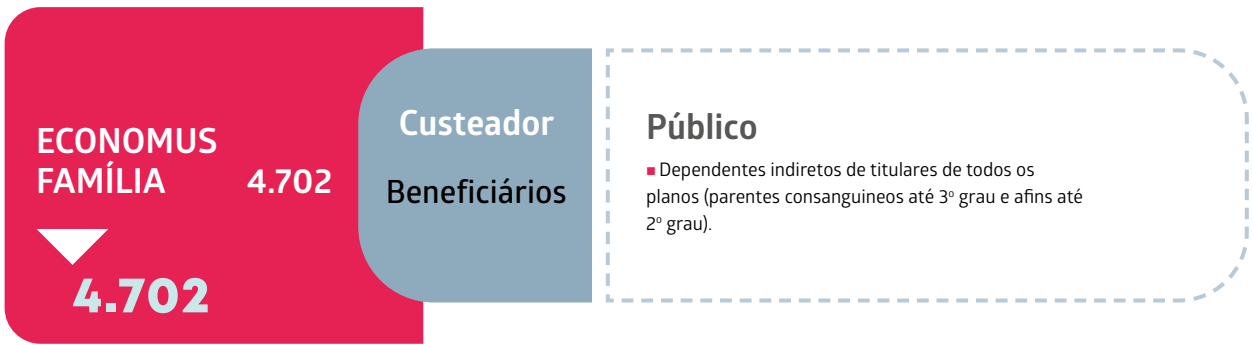 ECONOMUS
FAMÍLIA 4.702
4.702
Custeador
Beneficiários
Público
■ Dependentes indiretos de titulares de todos os
planos (parentes consanguineos até 3º grau e afins até
2º grau).